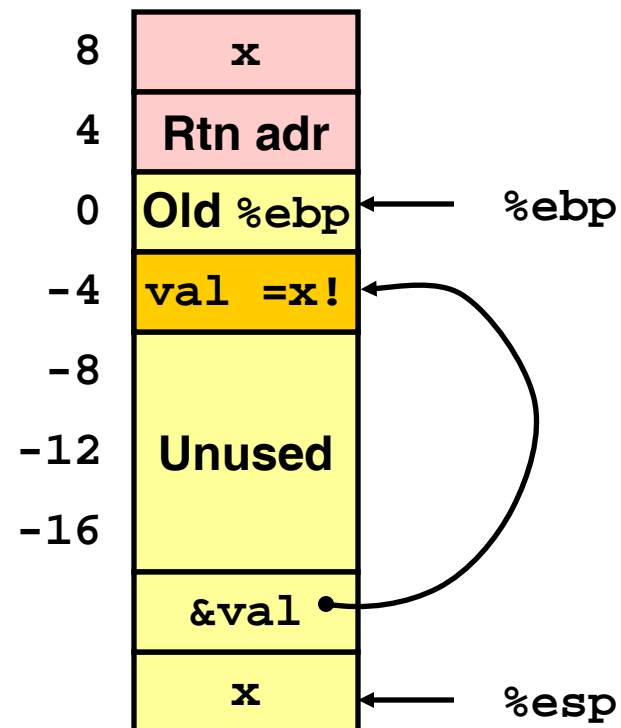 8 x
4 Rtn adr
0 Old %ebp %ebp
-4 val =x!
-8
-12 Unused
-16
&val
x %esp